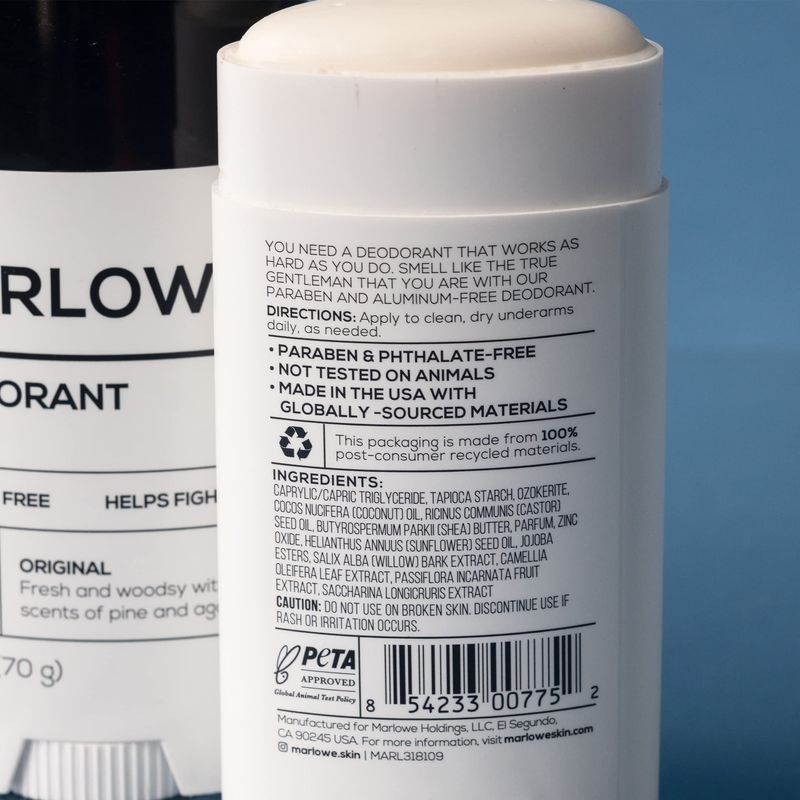 RLOW
ORANT
FREE HELPS FIGH
ORIGINAL
Fresh and woodsy wit
scents of pine and ag
70 g)
YOU NEED A DEODORANT THAT WORKS AS
HARD AS YOU DO. SMELL LIKE THE TRUE
GENTLEMAN THAT YOU ARE WITH OUR
PARABEN AND ALUMINUM-FREE DEODORANT.
DIRECTIONS: Apply to clean, dry underarms
daily, as needed.
• PARABEN & PHTHALATE-FREE
• NOT TESTED ON ANIMALS
• MADE IN THE USA WITH
GLOBALLY -SOURCED MATERIALS
This packaging is made from 100%
post-consumer recycled materials.
INGREDIENTS:
CAPRYLIC/CAPRIC TRIGLYCERIDE, TAPIOCA STARCH, OZOKERITE,
COCOS NUCIFERA (COCONUT) OIL, RICINUS COMMUNIS (CASTOR)
SEED OIL, BUTYROSPERMUM PARKII (SHEA) BUTTER, PARFUM, ZINC
OXIDE, HELIANTHUS ANNUUS (SUNFLOWER) SEED OIL, JOJOBA
ESTERS, SALIX ALBA (WILLOW) BARK EXTRACT, CAMELLIA
OLEIFERA LEAF EXTRACT, PASSIFLORA INCARNATA FRUIT
EXTRACT, SACCHARINA LONGICRURIS EXTRACT
CAUTION: DO NOT USE ON BROKEN SKIN. DISCONTINUE USE IF
RASH OR IRRITATION OCCURS.
PETA
APPROVED
Global Animal Test Policy
8 54233 00775 2
Manufactured for Marlowe Holdings, LLC, El Segundo,
CA 90245 USA. For more information, visit marloweskin.com
marlowe.skin | MARL318109